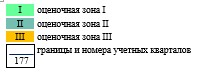 I оценочная зона I
II оценочная зона II
III оценочная зона III
границы и номера учетных кварталов
177